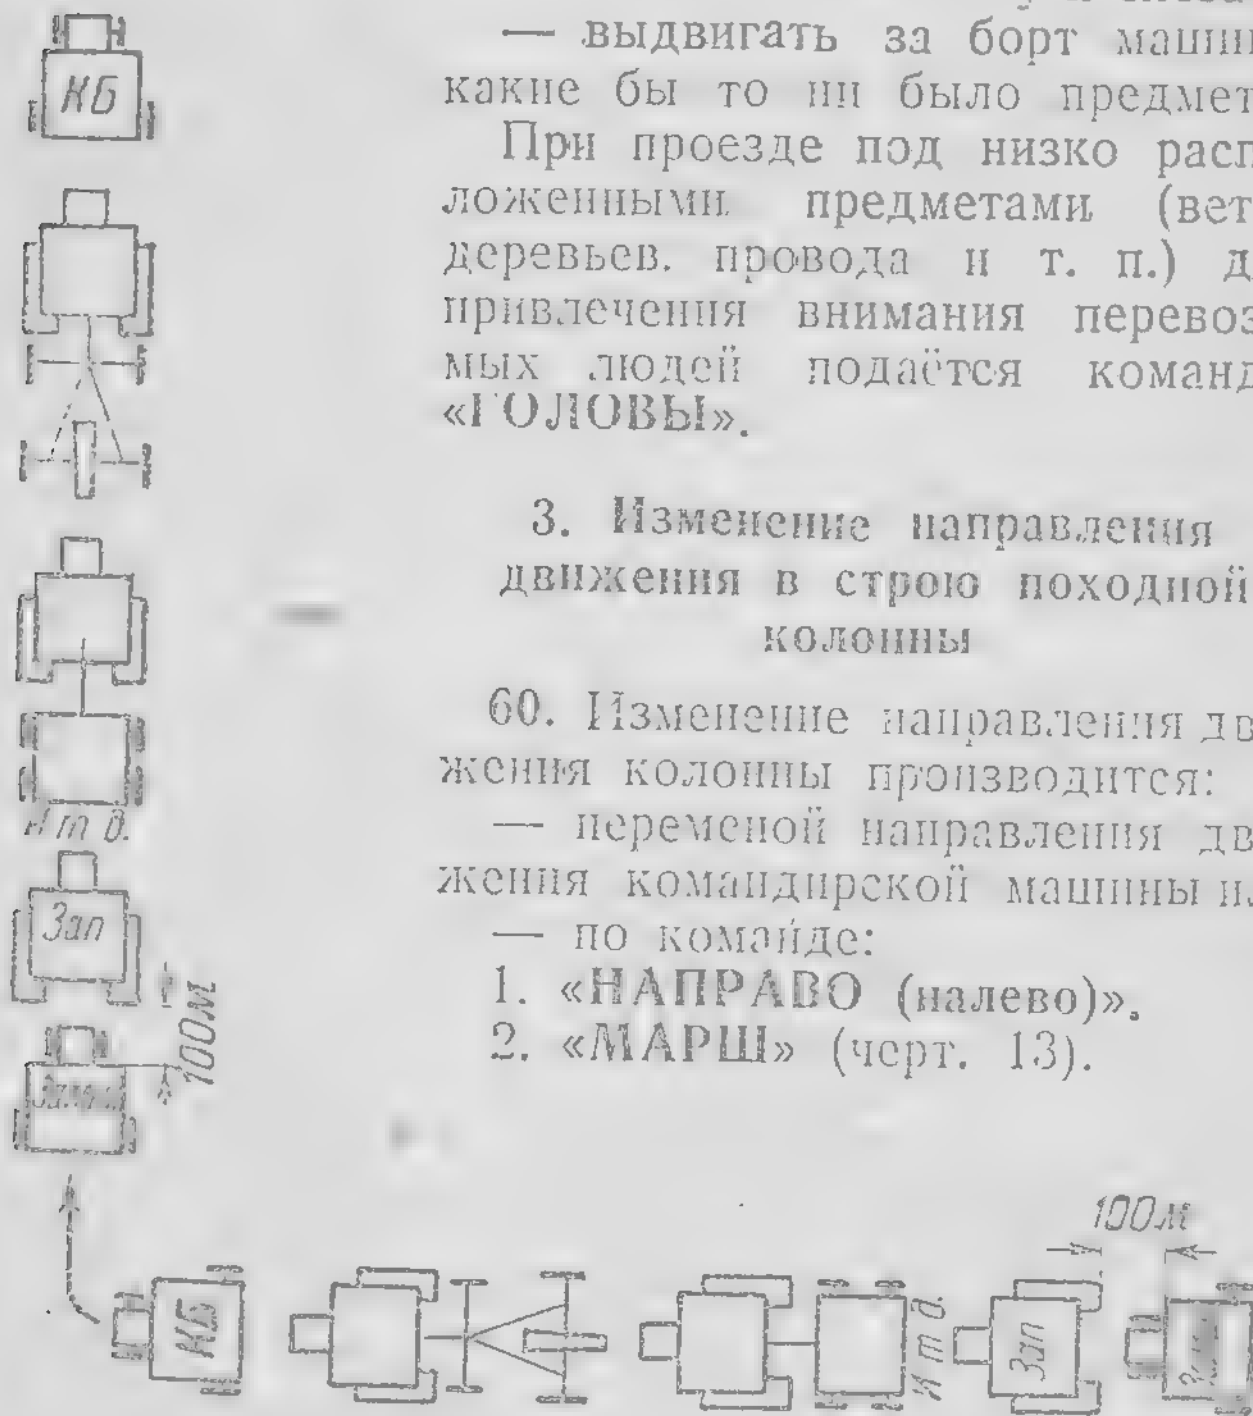 — выдвигать за борт машин
какие бы то ни было предмет
При проезде под низко расп
ложенными предметами (вет
деревьев. провода и т. п.) д
привлечения внимания перевоз
мых людей подаётся команд
«ГОЛОВЫ».
3. Изменение направления
движения в строю походной
колонны
60. Изменение направления дв
жения колонны производится:
— переменой направления дв
жения командирской машины
— по команде:
1. «НАПРАВО (налево)».
2. «МАРШ» (черт. 13).
КБ
И т д.
Зап
100м
КБ
И т д.
Зап
100м